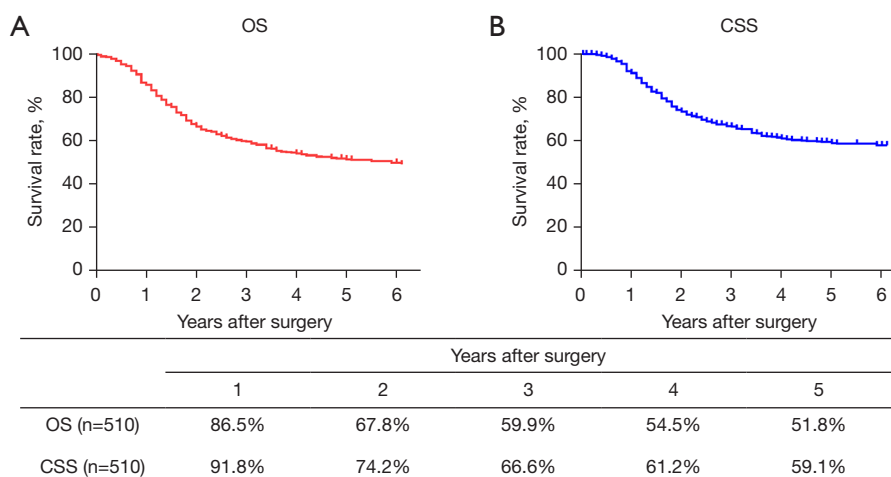 A
OS
100
80
60
40
20
0
Survival rate, %
0 1 2 3 4 5 6
Years after surgery
B
CSS
100
80
60
40
20
0
Survival rate, %
0 1 2 3 4 5 6
Years after surgery
Years after surgery
1 2 3 4 5
OS (n=510) 86.5% 67.8% 59.9% 54.5% 51.8%
CSS (n=510) 91.8% 74.2% 66.6% 61.2% 59.1%